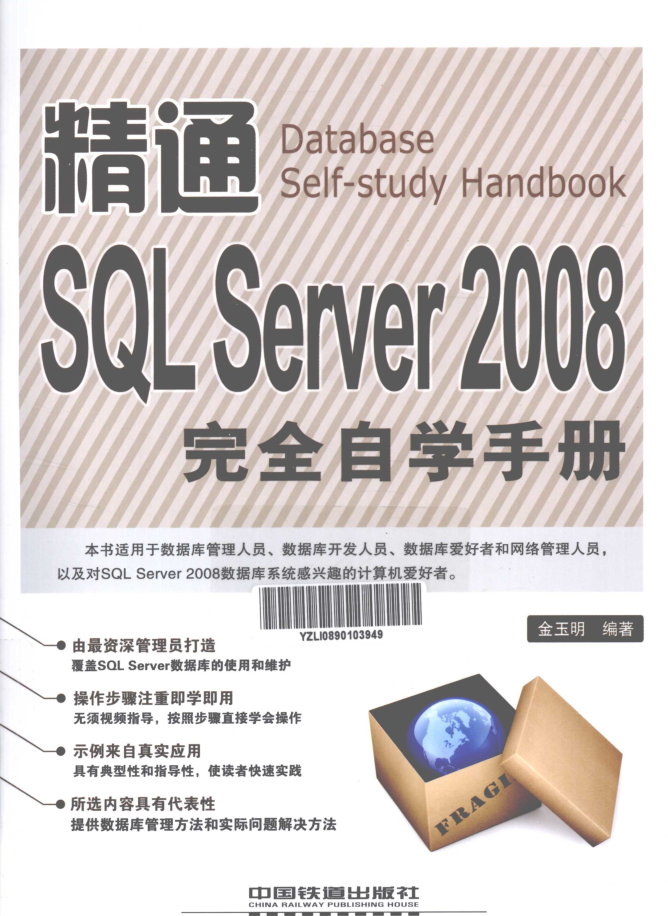 精通
Database
Self-study Handbook
SQL Server 2008
完全自学手册
本书适用于数据库管理人员、数据库开发人员、数据库爱好者和网络管理人员，
以及对SQL Server 2008数据库系统感兴趣的计算机爱好者。
YZLI0890103949
金玉明 编著
由最资深管理员打造
覆盖SQL Server数据库的使用和维护
操作步骤注重即学即用
无须视频指导，按照步骤直接学会操作
示例来自真实应用
具有典型性和指导性，使读者快速实践
所选内容具有代表性
提供数据库管理方法和实际问题解决方法
FRAGI
中国铁道出版社
CHINA RAILWAY PUBLISHING HOUSE